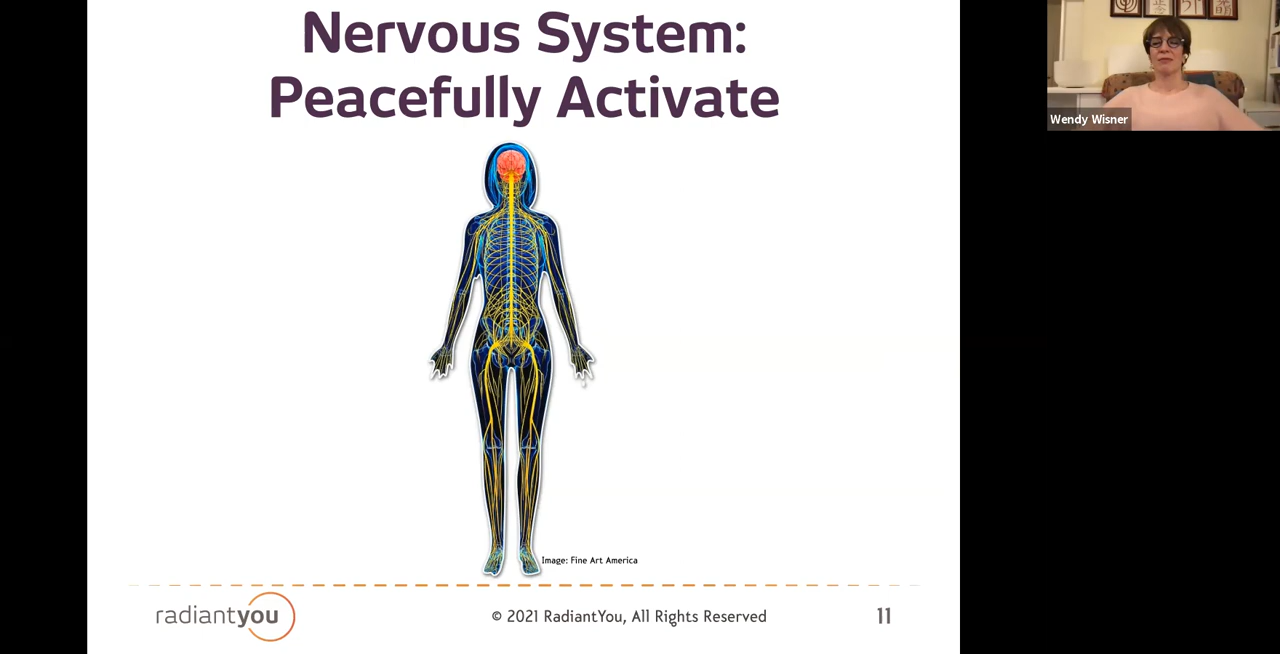 Nervous System:
Peacefully Activate
Wendy Wisner
Image: Fine Art America
radiantyou
© 2021 RadiantYou, All Rights Reserved
11